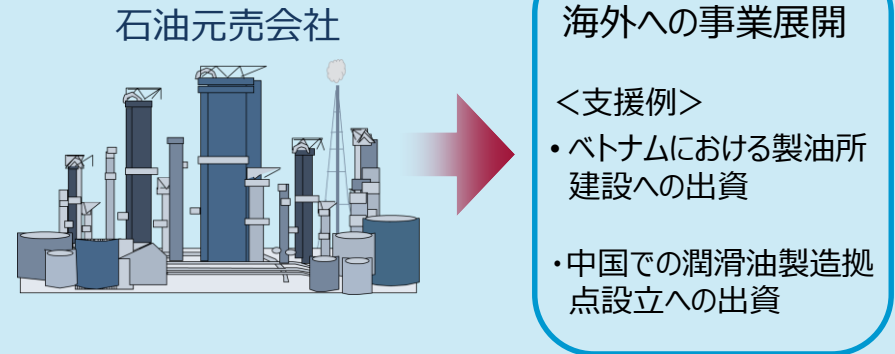 石油元売会社
海外への事業展開
＜支援例＞
• ベトナムにおける製油所
建設への出資
・中国での潤滑油製造拠
点設立への出資